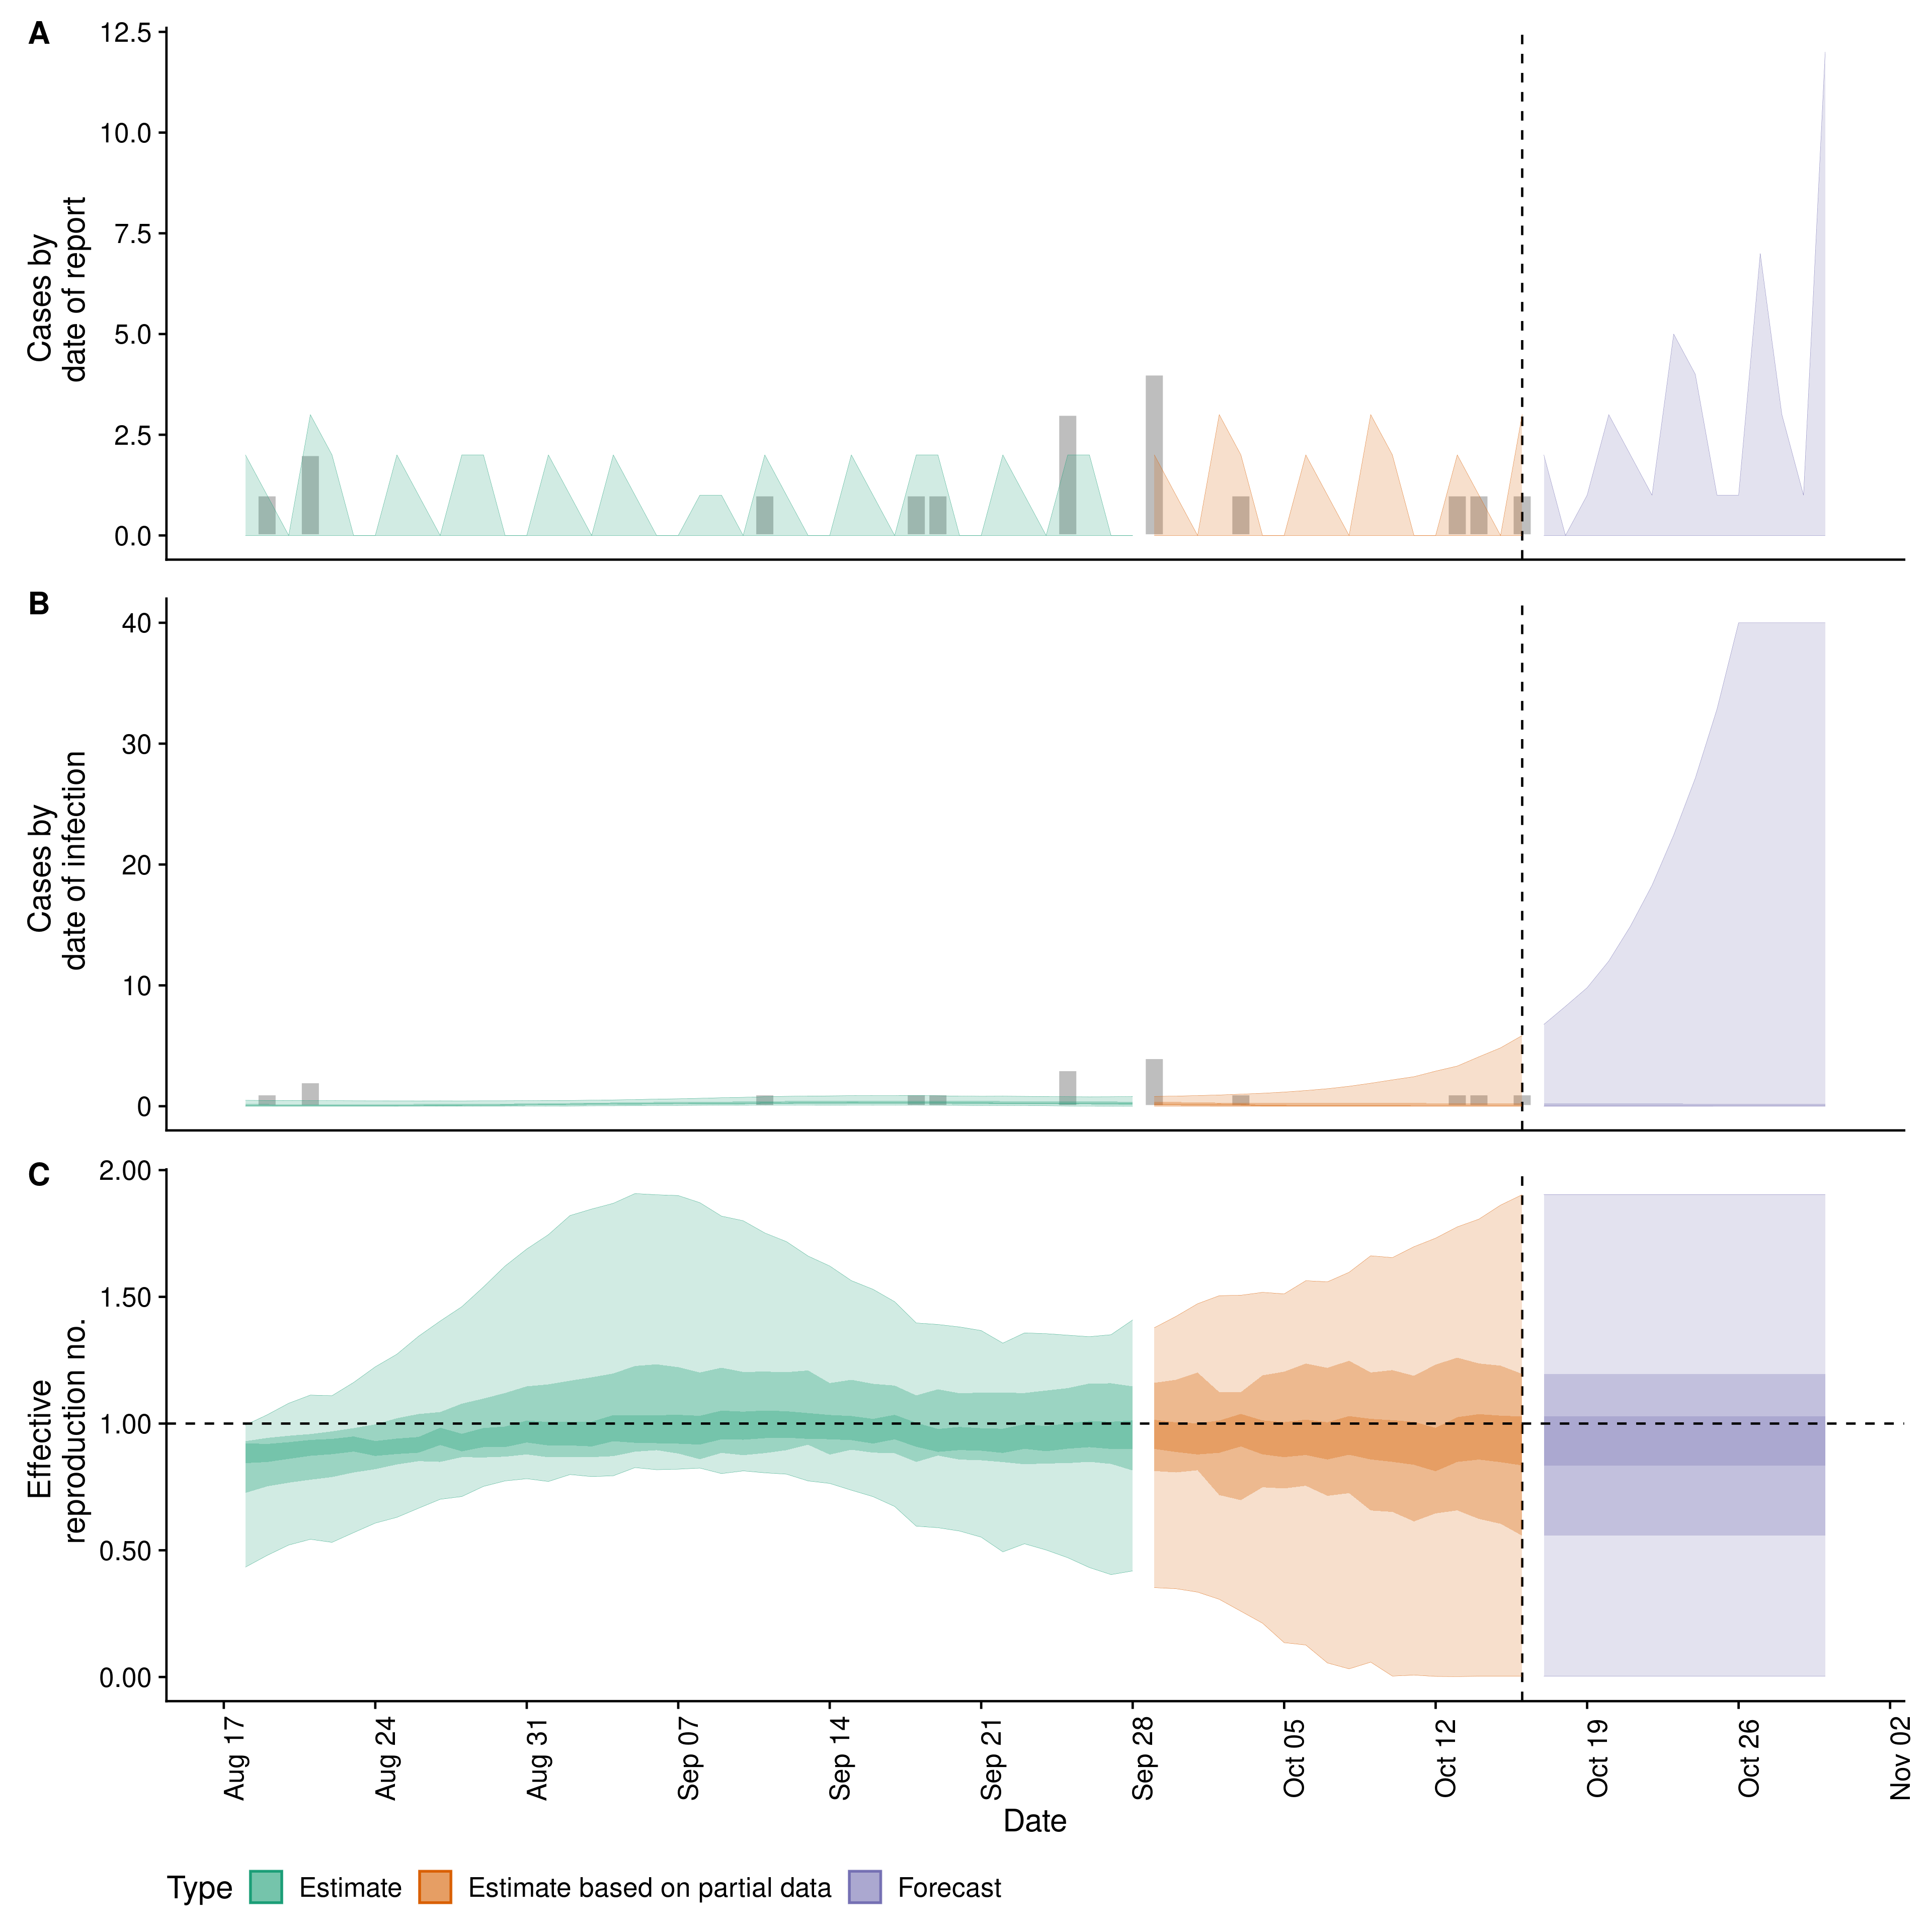 A
Cases by
date of report
12.5
10.0
7.5
5.0
2.5
0.0
B
Cases by
date of infection
40
30
20
10
0
C
Effective
reproduction no.
2.00
1.50
1.00
0.50
0.00
Aug 17
Aug 24
Aug 31
Sep 07
Sep 14
Sep 21
Sep 28
Oct 05
Oct 12
Oct 19
Oct 26
Nov 02
Date
Type Estimate Estimate based on partial data Forecast